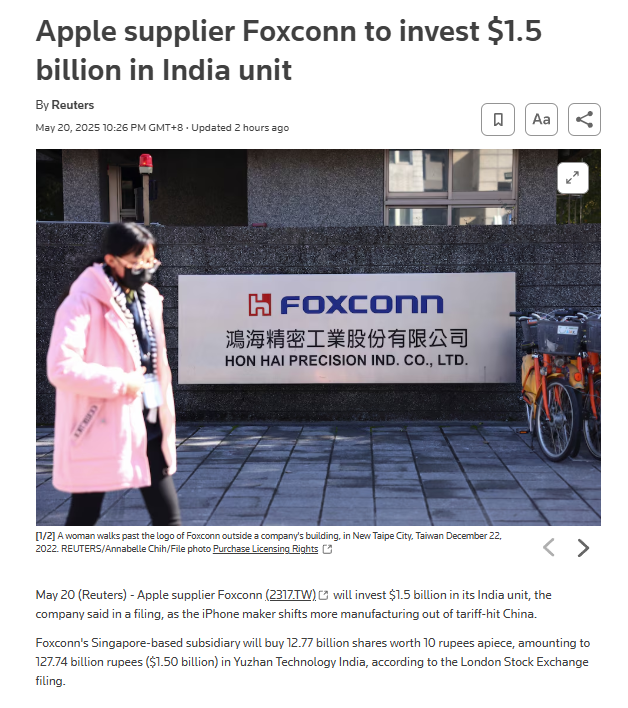 Apple supplier Foxconn to invest $1.5
billion in India unit
By Reuters
May 20, 2025 10:26 PM GMT+8 · Updated 2 hours ago
Aa
FOXCONN
鴻海精密工業股份有限公司
HON HAI PRECISION IND. CO., LTD.
[1/2] A woman walks past the logo of Foxconn outside a company's building, in New Taipe City, Taiwan December 22,
2022. REUTERS/Annabelle Chih/File photo Purchase Licensing Rights
May 20 (Reuters) - Apple supplier Foxconn (2317.TW) will invest $1.5 billion in its India unit, the
company said in a filing, as the iPhone maker shifts more manufacturing out of tariff-hit China.
Foxconn's Singapore-based subsidiary will buy 12.77 billion shares worth 10 rupees apiece, amounting to
127.74 billion rupees ($1.50 billion) in Yuzhan Technology India, according to the London Stock Exchange
filing.